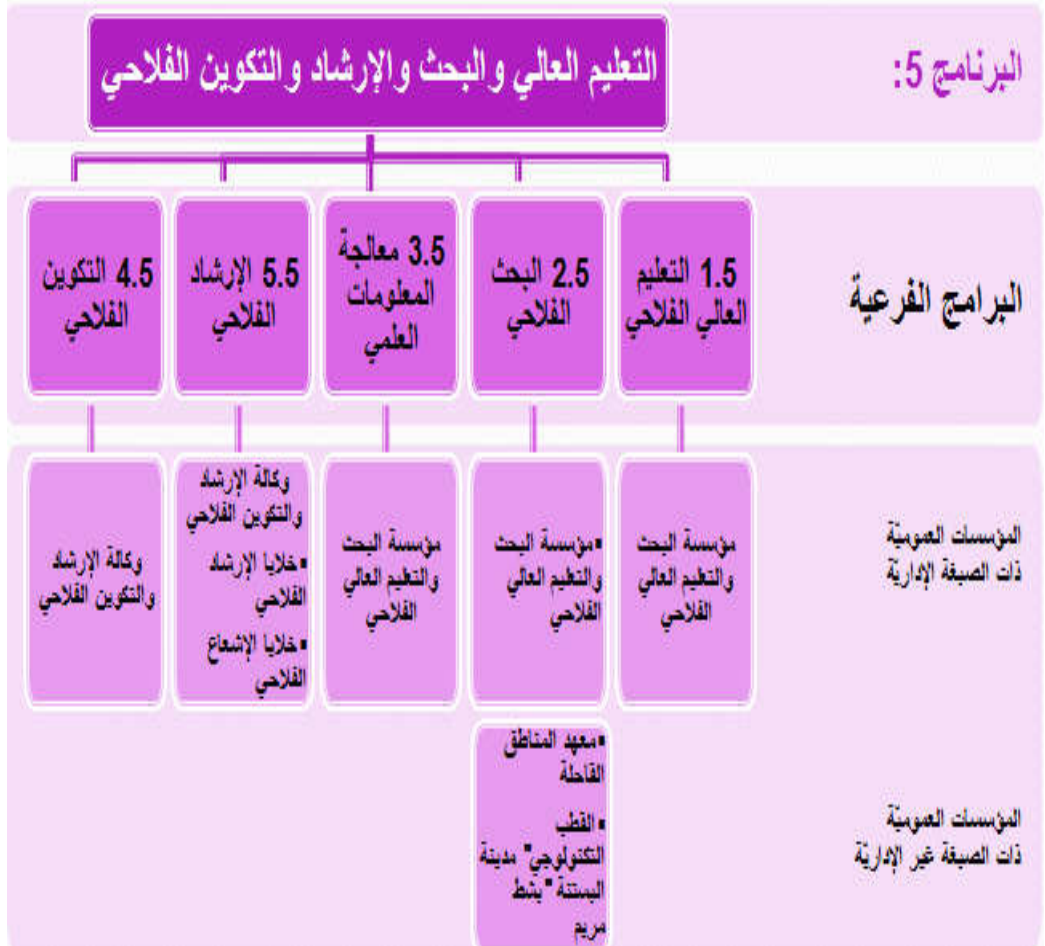 البرنامج 5:
التعليم العالي والبحث والإرشاد والتكوين الفلاحي
البرامج الفرعية
1.5 التعليم
العالي الفلاحي
2.5 البحث
الفلاحي
3.5 معالجة
المعلومات
العلمي
5.5 الإرشاد
الفلاحي
4.5 التكوين
الفلاحي
المؤسسات العموميّة
ذات الصبغة الإداريّة
مؤسسة البحث
والتعليم العالي
الفلاحي
▪مؤسسة البحث
والتعليم العالي
الفلاحي
مؤسسة البحث
والتعليم العالي
الفلاحي
وكالة الإرشاد
والتكوين الفلاحي
▪خلايا الإرشاد
الفلاحي
▪خلايا الإشعاع
الفلاحي
وكالة الإرشاد
والتكوين الفلاحي
المؤسسات العموميّة
ذات الصبغة غير الإداريّة
▪معهد المناطق
القاحلة
▪القطب
التكنولوجي" مدينة
البستنة "بشط
مريم